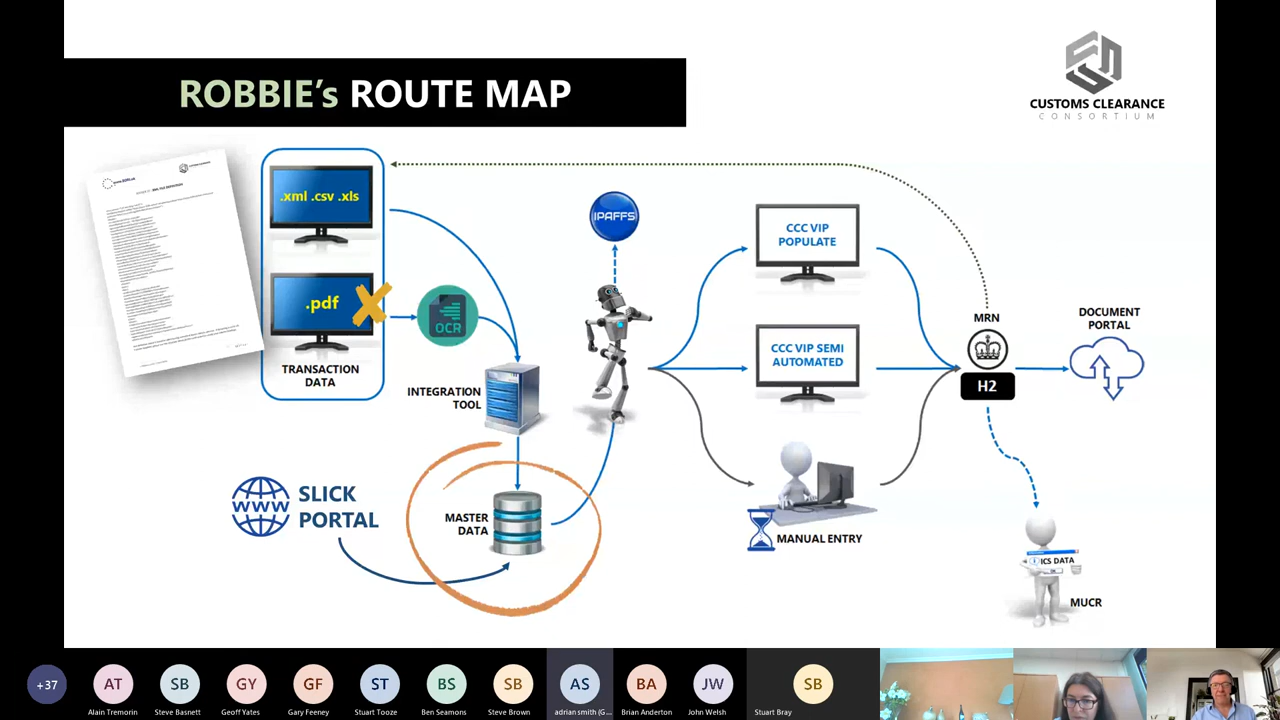 ROBBIE's ROUTE MAP
CUSTOMS CLEARANCE
CONSORTIUM
.xml .csv .xls
.pdf
TRANSACTION
DATA
OCR
INTEGRATION
TOOL
IPAFFS
CCC VIP
POPULATE
CCC VIP SEMI
AUTOMATED
MANUAL ENTRY
MRN
H2
DOCUMENT
PORTAL
WWW
SLICK
PORTAL
MASTER
DATA
ICS DATA
MUCR
+37
AT
SB
GY
GF
ST
BS
SB
AS
BA
JW
SB
Alain Tremorin
Steve Basnett
Geoff Yates
Gary Feeney
Stuart Tooze
Ben Seamons
Steve Brown
adrian smith (G...
Brian Anderton
John Welsh
Stuart Bray